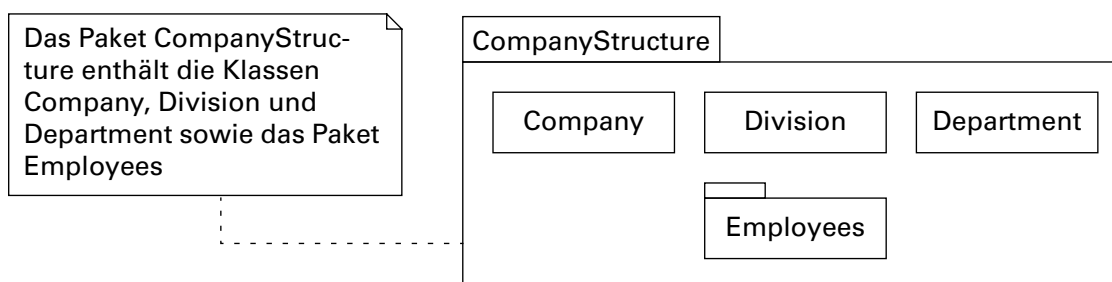 Das Paket CompanyStruc-
ture enthält die Klassen
Company, Division und
Department sowie das Paket
Employees
CompanyStructure
Company
Division
Department
Employees